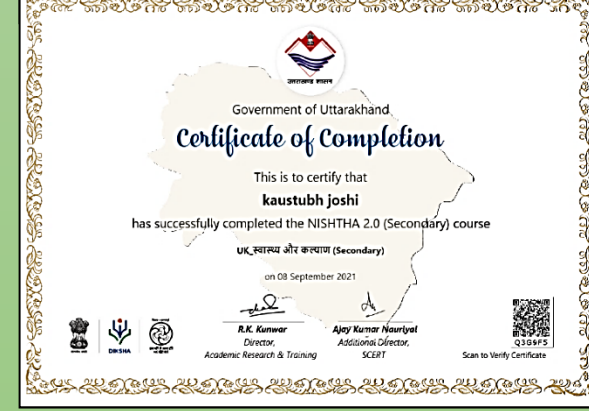 उत्तराखण्ड शासन
Government of Uttarakhand
Certificate of Completion
This is to certify that
kaustubh joshi
has successfully completed the NISHTHA 2.0 (Secondary) course
UK_स्वास्थ्य और कल्याण (Secondary)
on 08 September 2021
R.K. Kunwar
Director,
Academic Research & Training
Ajay Kumar Nauriyal
Additional Director,
SCERT
DIKSHA
Q3G9F5
Scan to Verify Certificate